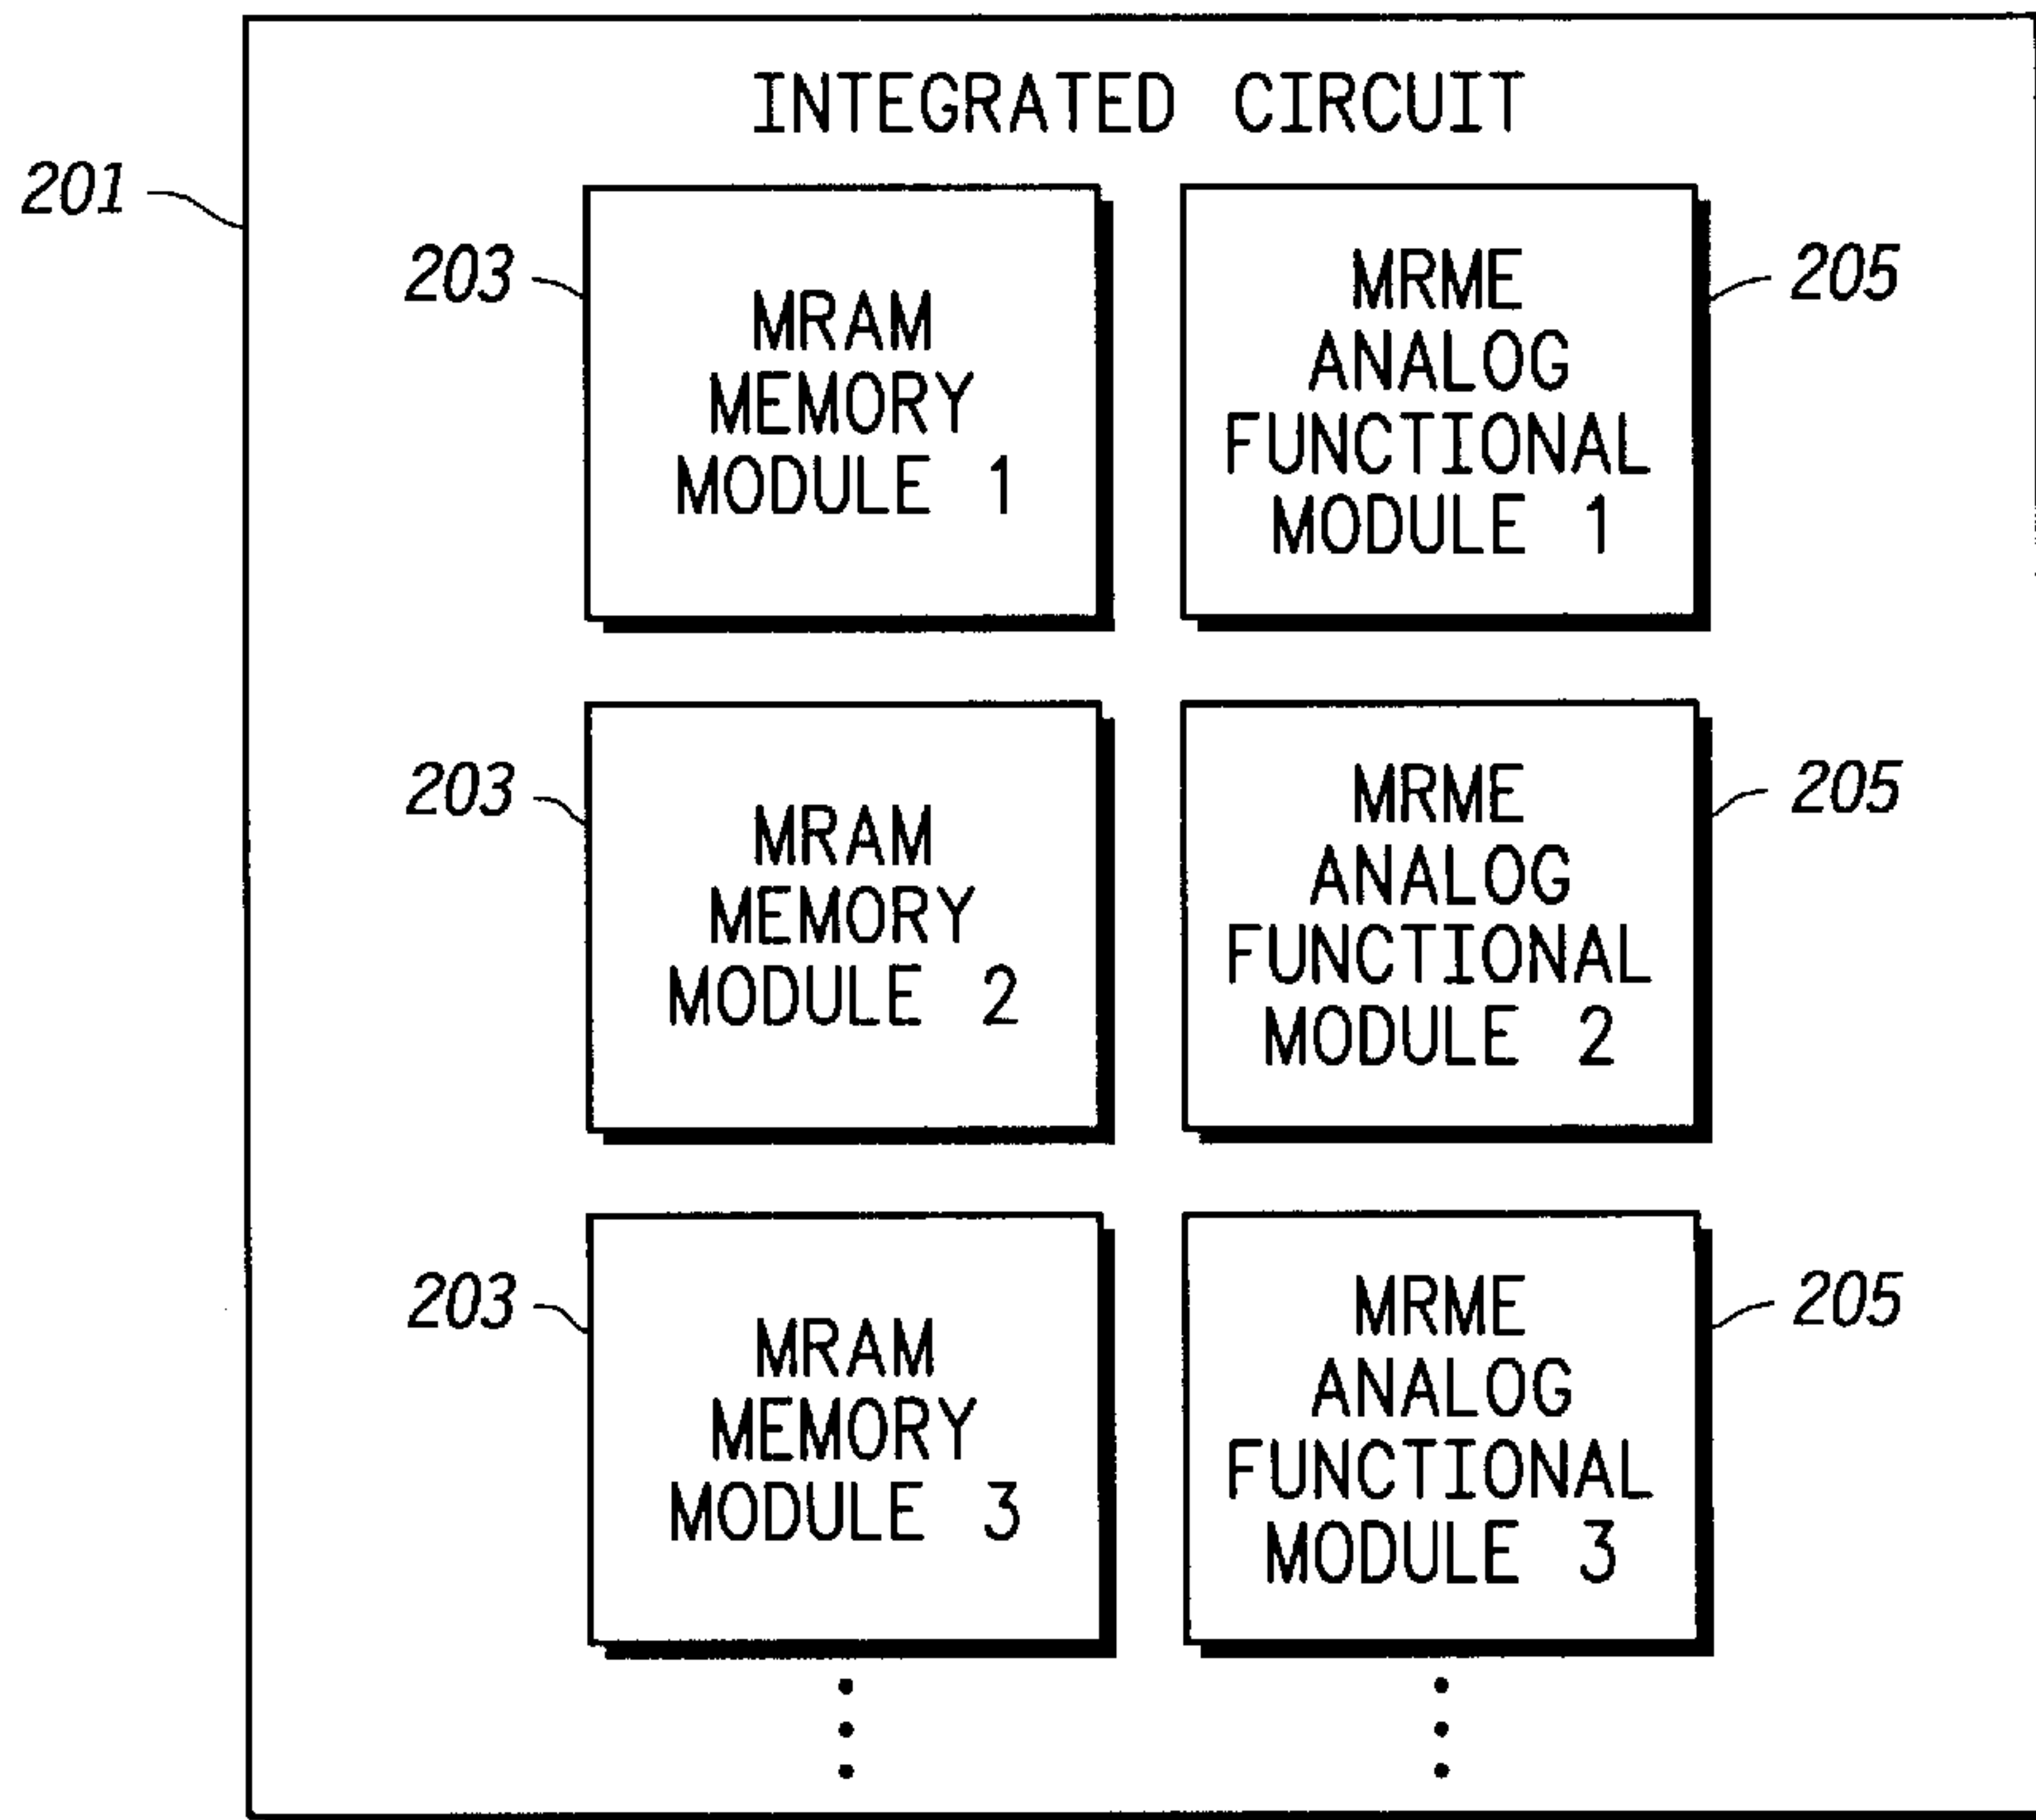 INTEGRATED CIRCUIT
201
203
MRAM
MEMORY
MODULE 1
MRME
ANALOG
FUNCTIONAL
MODULE 1
205
203
MRAM
MEMORY
MODULE 2
MRME
ANALOG
FUNCTIONAL
MODULE 2
205
203
MRAM
MEMORY
MODULE 3
MRME
ANALOG
FUNCTIONAL
MODULE 3
205